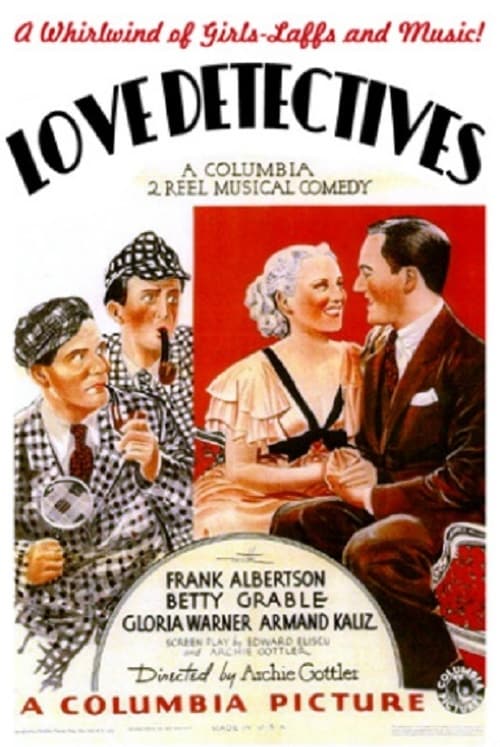 A Whirlwind of Girls-Laffs and Music!
LOVE DETECTIVES
A COLUMBIA
2 REEL MUSICAL COMEDY
FRANK ALBERTSON
BETTY GRABLE
GLORIA WARNER ARMAND KALIZ
SCREEN PLAY by EDWARD ELISCU
and ARCHIE GOTTLER
Directed by Archie Gottler
A COLUMBIA PICTURE
COLUMBIA
MADE IN U.S.A.